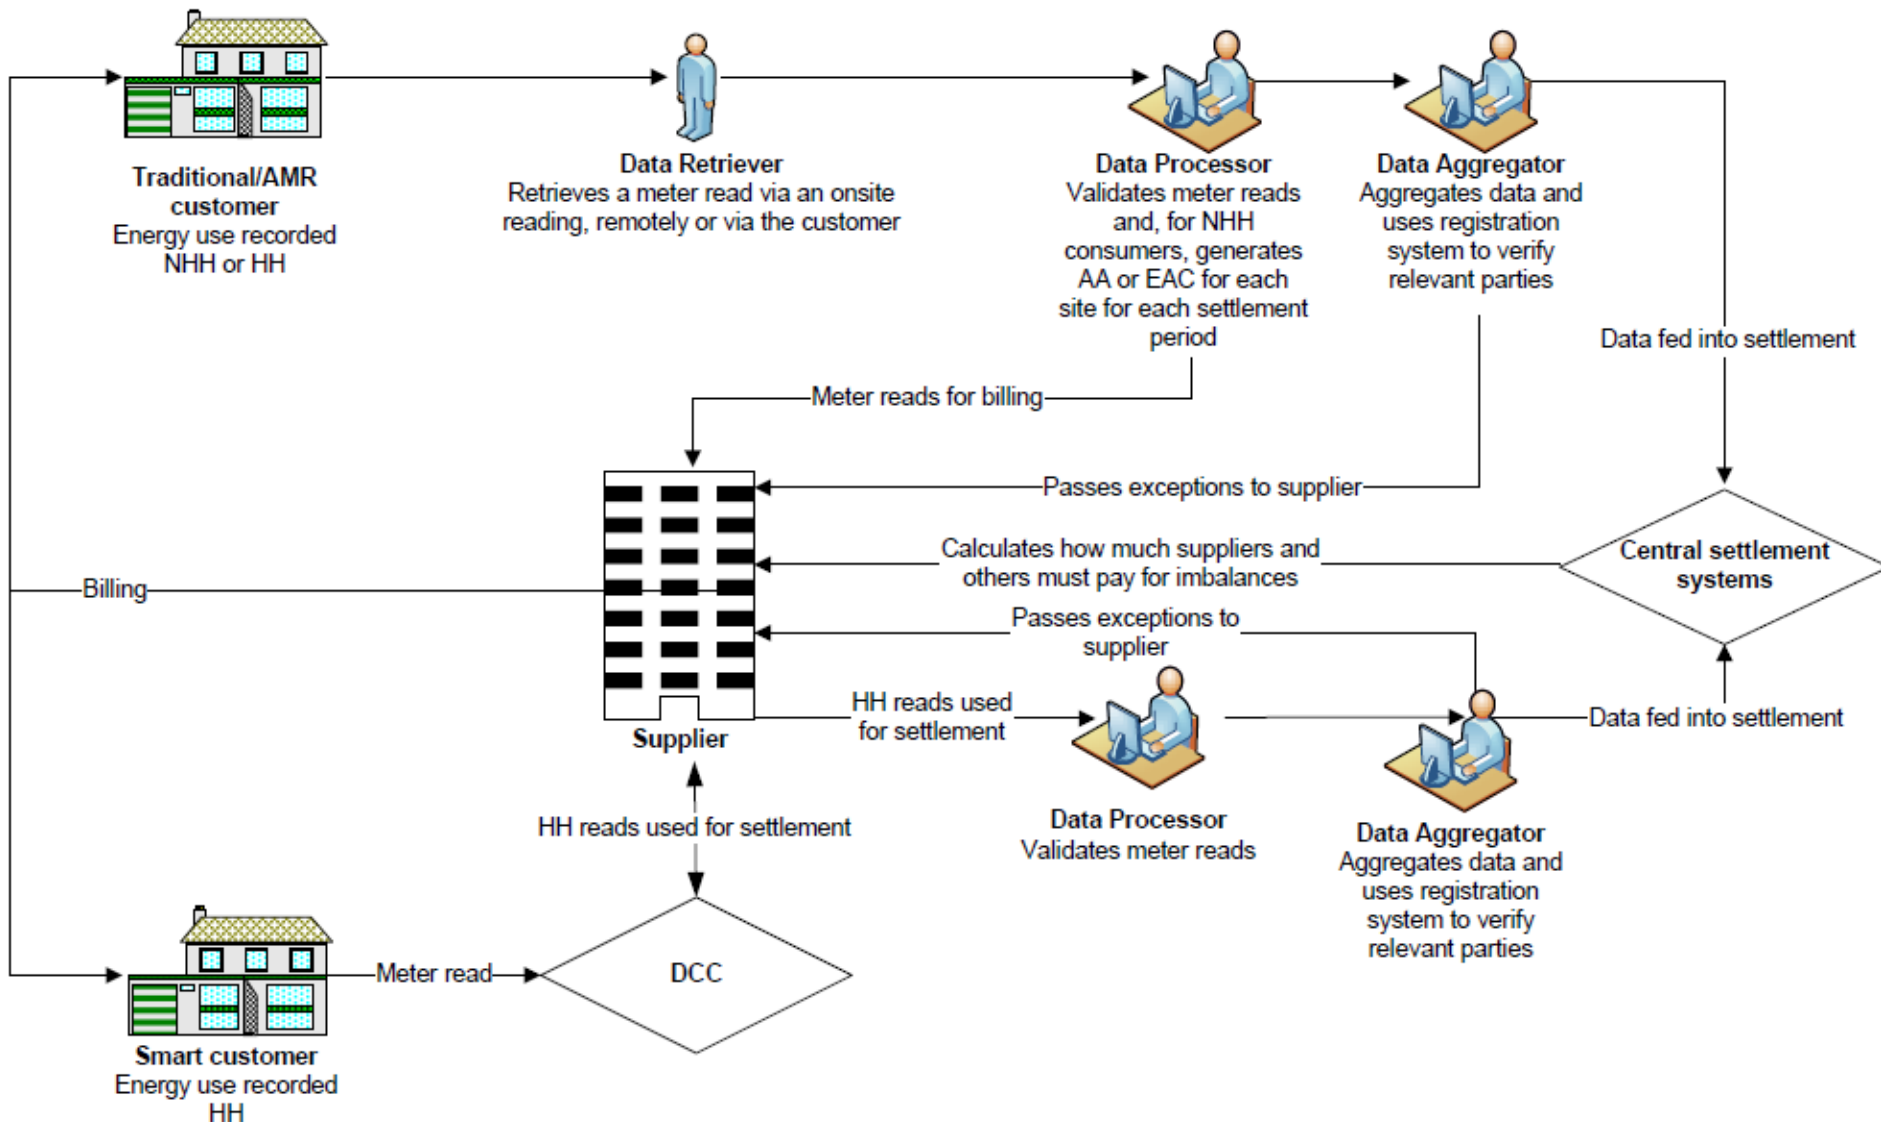 Traditional/AMR
customer
Energy use recorded
NHH or HH
Data Retriever
Retrieves a meter read via an onsite
reading, remotely or via the customer
Data Processor
Validates meter reads
and, for NHH
consumers, generates
AA or EAC for each
site for each settlement
period
Data Aggregator
Aggregates data and
uses registration
system to verify
relevant parties
Data fed into settlement
Meter reads for billing
Passes exceptions to supplier
Calculates how much suppliers and
others must pay for imbalances
Central settlement
systems
Billing
Passes exceptions to
supplier
HH reads used
for settlement
Data fed into settlement
Supplier
HH reads used for settlement
Data Processor
Validates meter reads
Data Aggregator
Aggregates data and
uses registration
system to verify
relevant parties
Meter read
DCC
Smart customer
Energy use recorded
HH